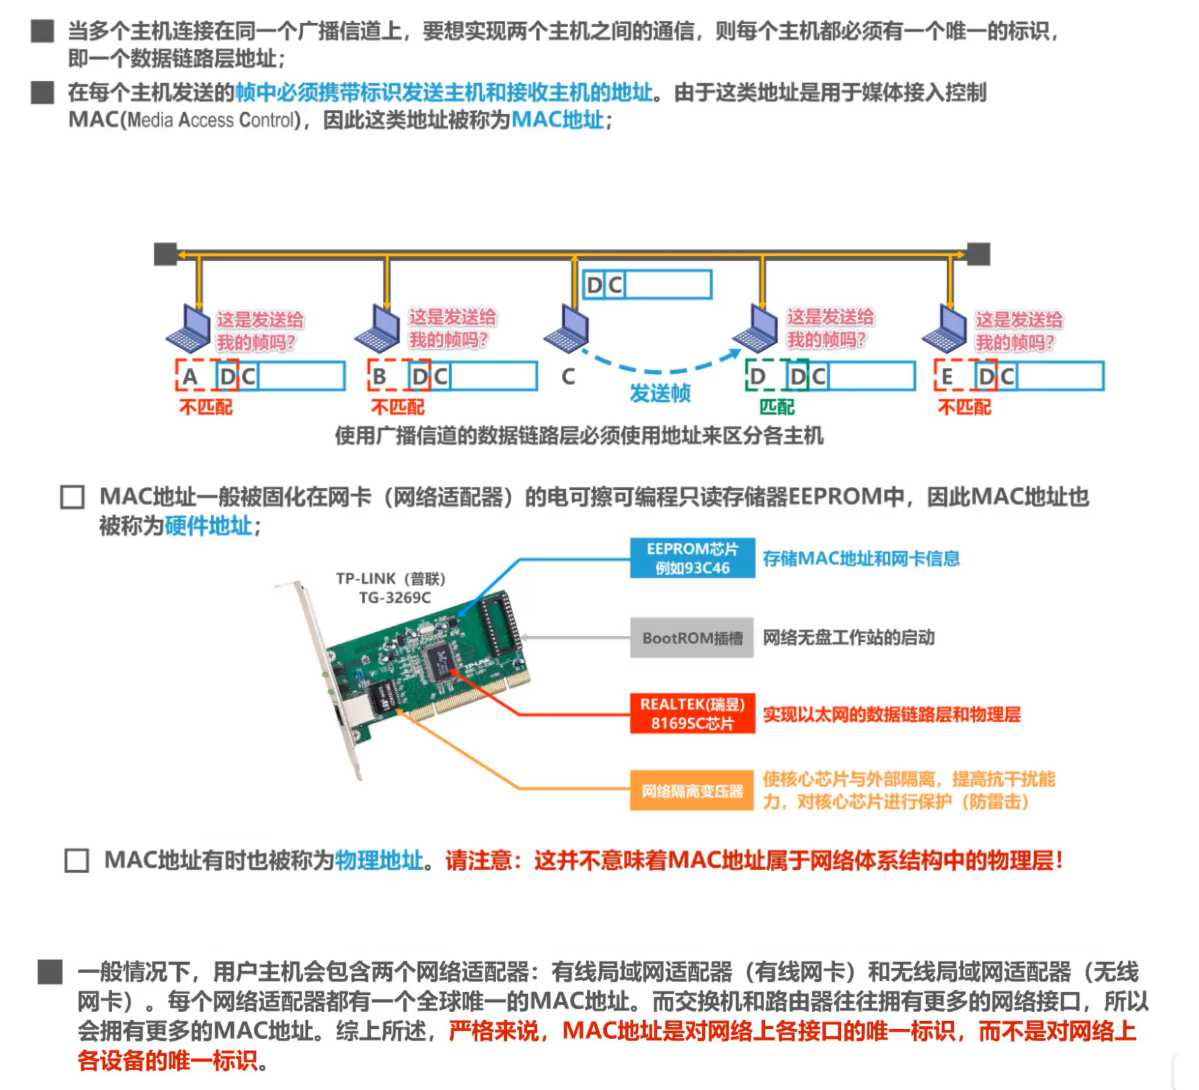 当多个主机连接在同一个广播信道上，要想实现两个主机之间的通信，则每个主机都必须有一个唯一的标识，
即一个数据链路层地址；
在每个主机发送的帧中必须携带标识发送主机和接收主机的地址。由于这类地址是用于媒体接入控制
MAC(Media Access Control)，因此这类地址被称为MAC地址；
D C
这是发送给
我的帧吗？
这是发送给
我的帧吗？
这是发送给
我的帧吗？
这是发送给
我的帧吗？
A D C
B D C
C
D D C
E D C
发送帧
不匹配
不匹配
匹配
不匹配
使用广播信道的数据链路层必须使用地址来区分各主机
MAC地址一般被固化在网卡（网络适配器）的电可擦可编程只读存储器EEPROM中，因此MAC地址也
被称为硬件地址；
TP-LINK（普联）
TG-3269C
EEPROM芯片
例如93C46
存储MAC地址和网卡信息
BootROM插槽
网络无盘工作站的启动
REALTEK(瑞昱)
8169SC芯片
实现以太网的数据链路层和物理层
网络隔离变压器
使核心芯片与外部隔离，提高抗干扰能
力，对核心芯片进行保护（防雷击）
TP-LINK
MAC地址有时也被称为物理地址。请注意：这并不意味着MAC地址属于网络体系结构中的物理层！
一般情况下，用户主机会包含两个网络适配器：有线局域网适配器（有线网卡）和无线局域网适配器（无线
网卡）。每个网络适配器都有一个全球唯一的MAC地址。而交换机和路由器往往拥有更多的网络接口，所以
会拥有更多的MAC地址。综上所述，严格来说，MAC地址是对网络上各接口的唯一标识，而不是对网络上
各设备的唯一标识。